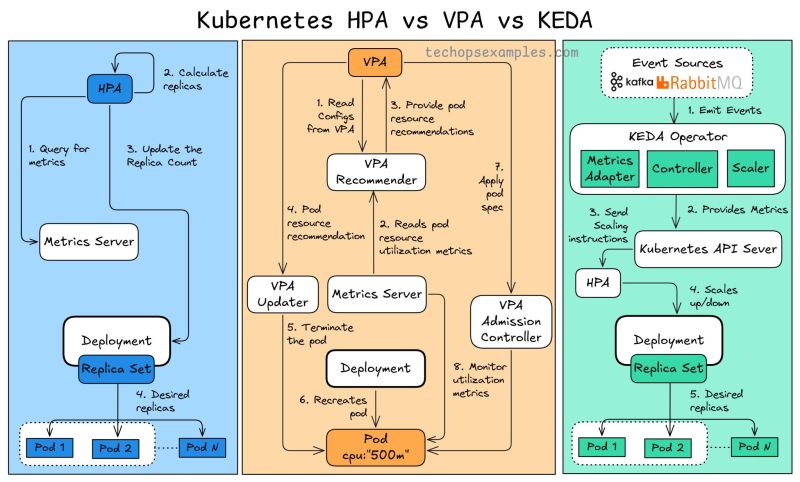 Kubernetes HPA vs VPA vs KEDA
techopsexamples.com
HPA
2. Calculate
replicas
1. Query for
metrics
3. Update the
Replica Count
Metrics Server
Deployment
Replica Set
4. Desired
replicas
Pod 1
Pod 2
Pod N
VPA
1. Read
Configs
from VPA
3. Provide pod
resource
recommendations
VPA
Recommender
7.
Apply
pod
spec
4. Pod
resource
recommendation
2. Reads pod
resource
utilization metrics
VPA
Updater
Metrics Server
VPA
Admission
Controller
5. Terminate
the pod
Deployment
8. Monitor
utilization
metrics
6. Recreates
pod
Pod
cpu:"500m"
Event Sources
kafka
RabbitMQ
1. Emit Events
KEDA Operator
Metrics
Adapter
Controller
Scaler
2. Provides Metrics
3. Send
Scaling
instructions
Kubernetes API Sever
HPA
4. Scales
up/down
Deployment
Replica Set
5. Desired
replicas
Pod 1
Pod 2
Pod N